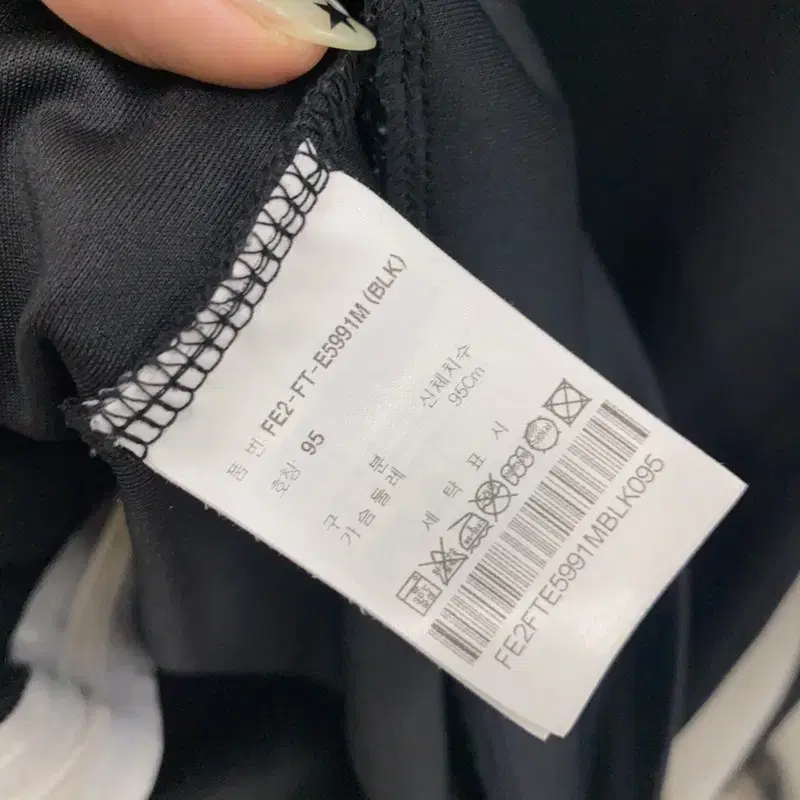 품 번 FE2-FT-E5991M (BLK)
호칭 95
구 분 신체치수
가슴둘레 95Cm
세 탁 표 시
FE2FTE5991MBLK095